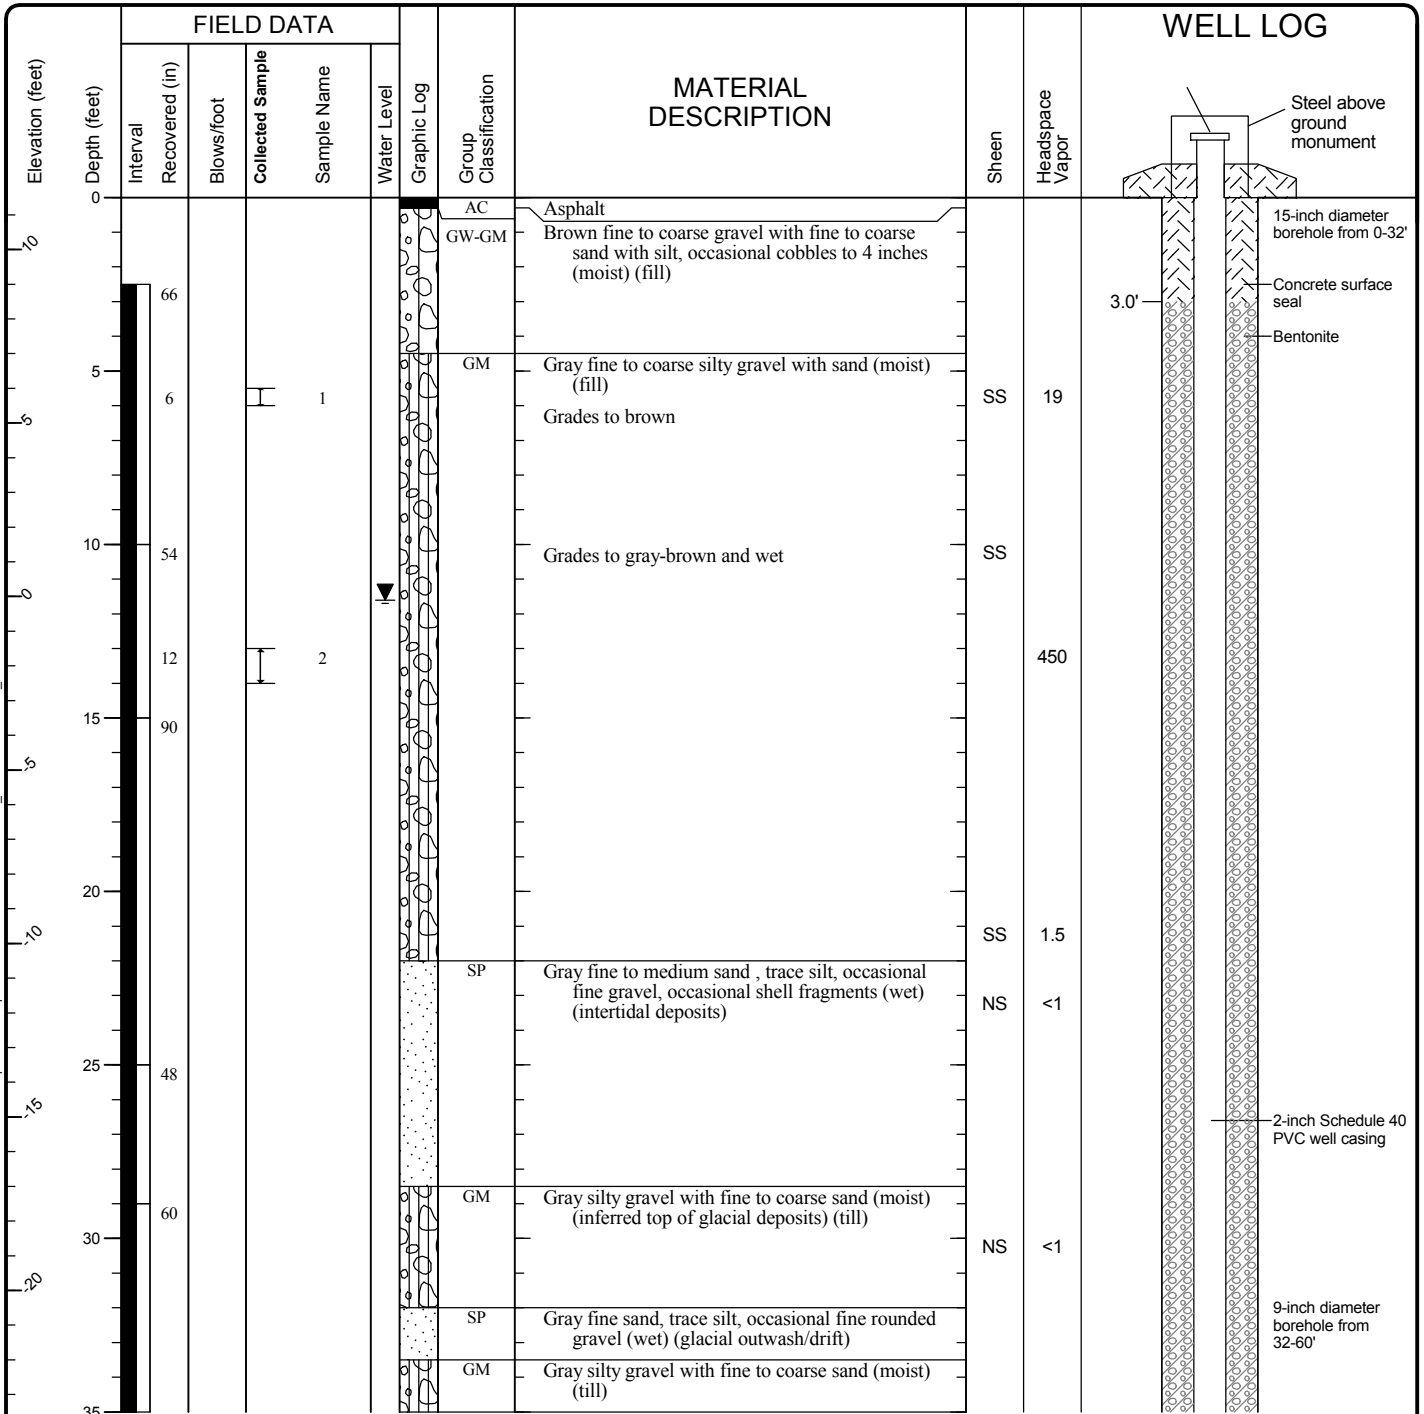 FIELD DATA
WELL LOG
Elevation (feet)
Depth (feet)
Interval
Recovered (in)
Blows/foot
Collected Sample
Sample Name
Water Level
Graphic Log
Group
Classification
MATERIAL
DESCRIPTION
Sheen
Headspace
Vapor
Steel above
ground
monument
0
AC
Asphalt
15-inch diameter
borehole from 0-32'
GW-GM
Brown fine to coarse gravel with fine to coarse
sand with silt, occasional cobbles to 4 inches
(moist) (fill)
10
66
Concrete surface
seal
3.0'
Bentonite
5
GM
Gray fine to coarse silty gravel with sand (moist)
(fill)
6
1
SS
19
5
Grades to brown
10
54
Grades to gray-brown and wet
SS
0
12
2
450
15
90
-5
20
-10
SS
1.5
SP
Gray fine to medium sand , trace silt, occasional
fine gravel, occasional shell fragments (wet)
(intertidal deposits)
NS
<1
25
48
-15
2-inch Schedule 40
PVC well casing
GM
Gray silty gravel with fine to coarse sand (moist)
(inferred top of glacial deposits) (till)
60
30
NS
<1
-20
SP
Gray fine sand, trace silt, occasional fine rounded
gravel (wet) (glacial outwash/drift)
9-inch diameter
borehole from
32-60'
GM
Gray silty gravel with fine to coarse sand (moist)
(till)
35